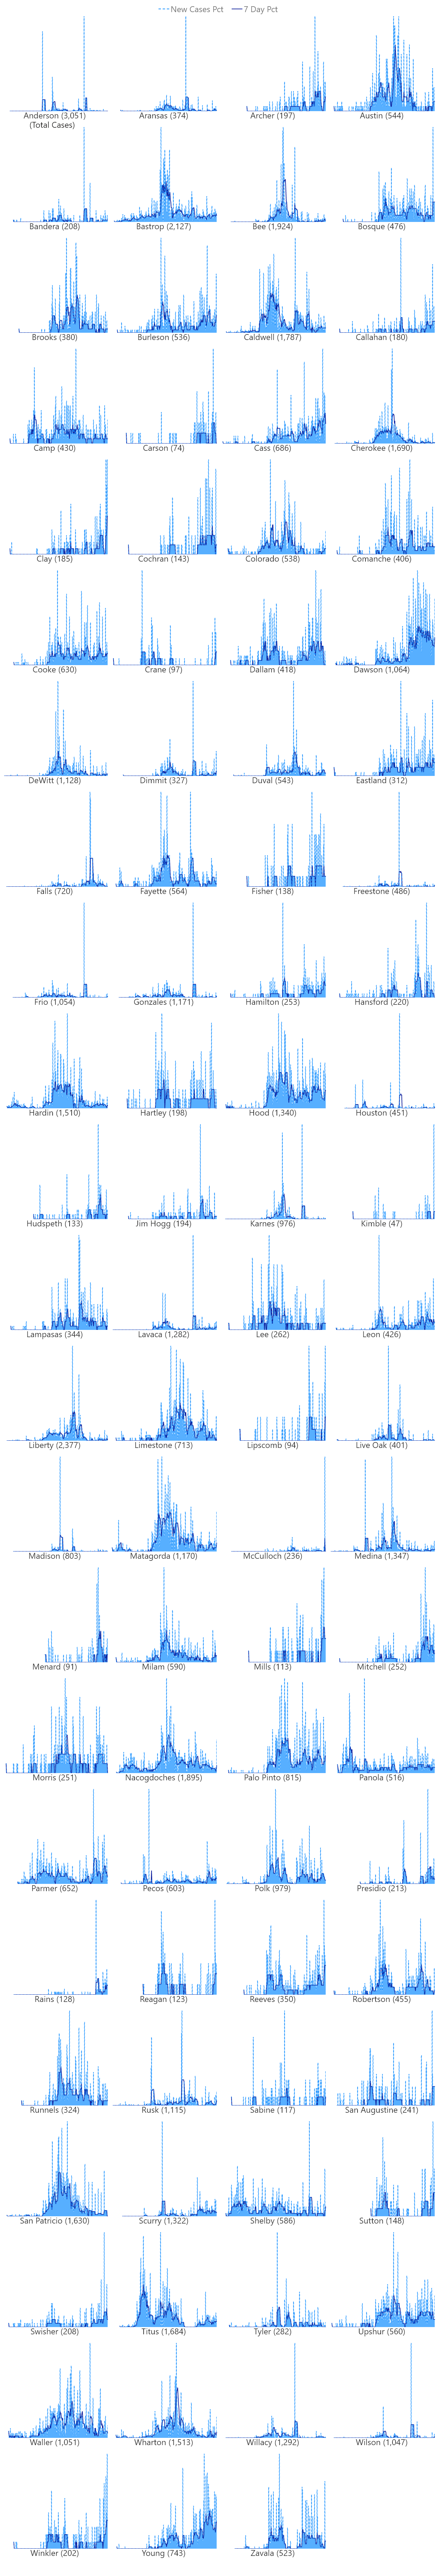 New Cases Pct 7 Day Pct
Anderson (3,051) Aransas (374) Archer (197) Austin (544)
(Total Cases)
Bandera (208) Bastrop (2,127) Bee (1,924) Bosque (476)
Brooks (380) Burleson (536) Caldwell (1,787) Callahan (180)
Camp (430) Carson (74) Cass (686) Cherokee (1,690)
Clay (185) Cochran (143) Colorado (538) Comanche (406)
Cooke (630) Crane (97) Dallam (418) Dawson (1,064)
DeWitt (1,128) Dimmit (327) Duval (543) Eastland (312)
Falls (720) Fayette (564) Fisher (138) Freestone (486)
Frio (1,054) Gonzales (1,171) Hamilton (253) Hansford (220)
Hardin (1,510) Hartley (198) Hood (1,340) Houston (451)
Hudspeth (133) Jim Hogg (194) Karnes (976) Kimble (47)
Lampasas (344) Lavaca (1,282) Lee (262) Leon (426)
Liberty (2,377) Limestone (713) Lipscomb (94) Live Oak (401)
Madison (803) Matagorda (1,170) McCulloch (236) Medina (1,347)
Menard (91) Milam (590) Mills (113) Mitchell (252)
Morris (251) Nacogdoches (1,895) Palo Pinto (815) Panola (516)
Parmer (652) Pecos (603) Polk (979) Presidio (213)
Rains (128) Reagan (123) Reeves (350) Robertson (455)
Runnels (324) Rusk (1,115) Sabine (117) San Augustine (241)
San Patricio (1,630) Scurry (1,322) Shelby (586) Sutton (148)
Swisher (208) Titus (1,684) Tyler (282) Upshur (560)
Waller (1,051) Wharton (1,513) Willacy (1,292) Wilson (1,047)
Winkler (202) Young (743) Zavala (523)